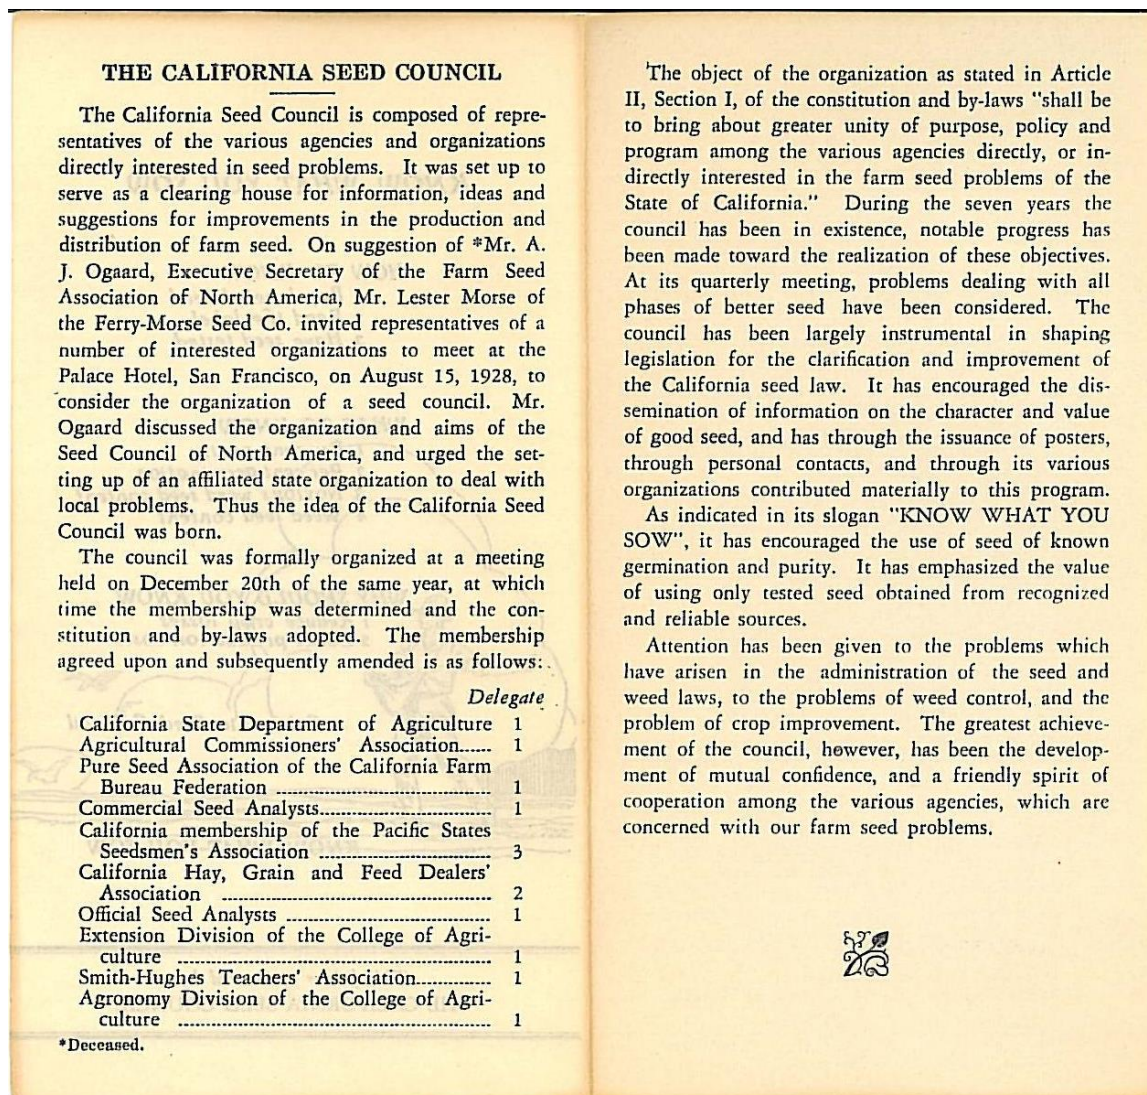 THE CALIFORNIA SEED COUNCIL
The California Seed Council is composed of repre-
sentatives of the various agencies and organizations
directly interested in seed problems. It was set up to
serve as a clearing house for information, ideas and
suggestions for improvements in the production and
distribution of farm seed. On suggestion of *Mr. A.
J. Ogaard, Executive Secretary of the Farm Seed
Association of North America, Mr. Lester Morse of
the Ferry-Morse Seed Co. invited representatives of a
number of interested organizations to meet at the
Palace Hotel, San Francisco, on August 15, 1928, to
consider the organization of a seed council. Mr.
Ogaard discussed the organization and aims of the
Seed Council of North America, and urged the set-
ting up of an affiliated state organization to deal with
local problems. Thus the idea of the California Seed
Council was born.
The council was formally organized at a meeting
held on December 20th of the same year, at which
time the membership was determined and the con-
stitution and by-laws adopted. The membership
agreed upon and subsequently amended is as follows:
Delegate
California State Department of Agriculture 1
Agricultural Commissioners' Association...... 1
Pure Seed Association of the California Farm
Bureau Federation ........................................ 1
Commercial Seed Analysts................................ 1
California membership of the Pacific States
Seedsmen's Association ................................ 3
California Hay, Grain and Feed Dealers'
Association .................................................. 2
Official Seed Analysts ...................................... 1
Extension Division of the College of Agri-
culture .......................................................... 1
Smith-Hughes Teachers' Association.............. 1
Agronomy Division of the College of Agri-
culture .......................................................... 1
*Deceased.
The object of the organization as stated in Article
II, Section I, of the constitution and by-laws "shall be
to bring about greater unity of purpose, policy and
program among the various agencies directly, or in-
directly interested in the farm seed problems of the
State of California." During the seven years the
council has been in existence, notable progress has
been made toward the realization of these objectives.
At its quarterly meeting, problems dealing with all
phases of better seed have been considered. The
council has been largely instrumental in shaping
legislation for the clarification and improvement of
the California seed law. It has encouraged the dis-
semination of information on the character and value
of good seed, and has through the issuance of posters,
through personal contacts, and through its various
organizations contributed materially to this program.
As indicated in its slogan "KNOW WHAT YOU
SOW", it has encouraged the use of seed of known
germination and purity. It has emphasized the value
of using only tested seed obtained from recognized
and reliable sources.
Attention has been given to the problems which
have arisen in the administration of the seed and
weed laws, to the problems of weed control, and the
problem of crop improvement. The greatest achieve-
ment of the council, however, has been the develop-
ment of mutual confidence, and a friendly spirit of
cooperation among the various agencies, which are
concerned with our farm seed problems.